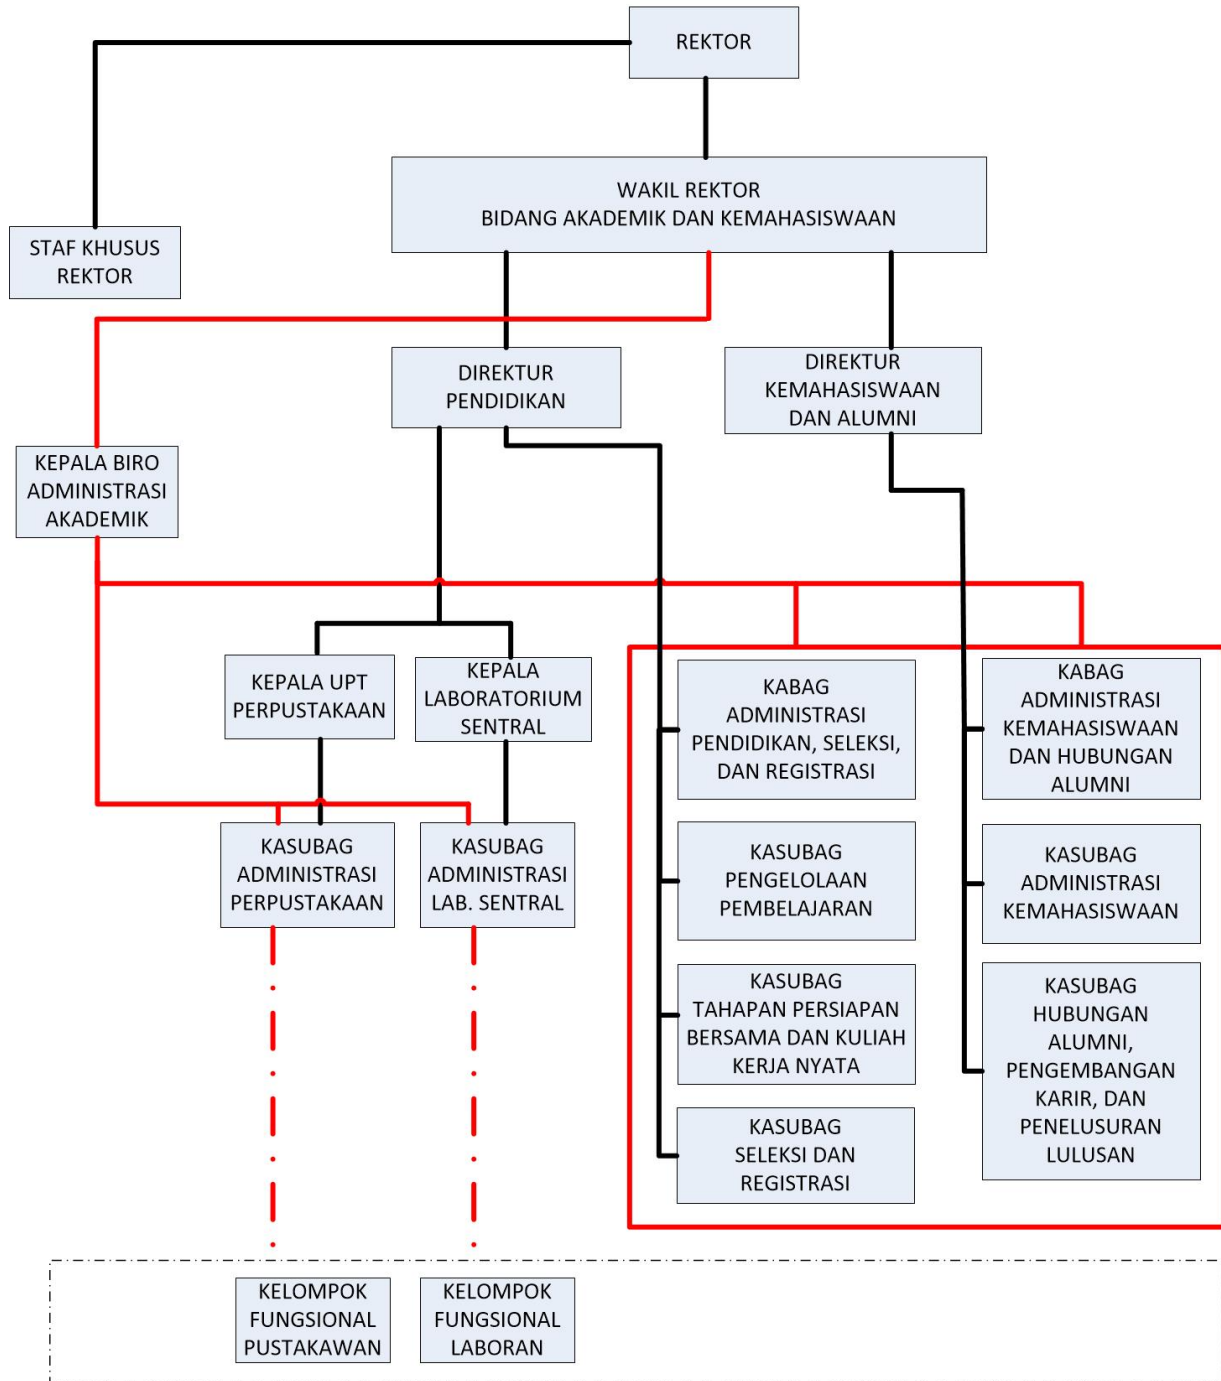 REKTOR
WAKIL REKTOR
BIDANG AKADEMIK DAN KEMAHASISWAAN
STAF KHUSUS
REKTOR
DIREKTUR
PENDIDIKAN
DIREKTUR
KEMAHASISWAAN
DAN ALUMNI
KEPALA BIRO
ADMINISTRASI
AKADEMIK
KEPALA UPT
PERPUSTAKAAN
KEPALA
LABORATORIUM
SENTRAL
KABAG
ADMINISTRASI
PENDIDIKAN, SELEKSI,
DAN REGISTRASI
KABAG
ADMINISTRASI
KEMAHASISWAAN
DAN HUBUNGAN
ALUMNI
KASUBAG
ADMINISTRASI
PERPUSTAKAAN
KASUBAG
ADMINISTRASI
LAB. SENTRAL
KASUBAG
PENGELOLAAN
PEMBELAJARAN
KASUBAG
ADMINISTRASI
KEMAHASISWAAN
KASUBAG
TAHAPAN PERSIAPAN
BERSAMA DAN KULIAH
KERJA NYATA
KASUBAG
HUBUNGAN
ALUMNI,
PENGEMBANGAN
KARIR, DAN
PENELUSURAN
LULUSAN
KASUBAG
SELEKSI DAN
REGISTRASI
KELOMPOK
FUNGSIONAL
PUSTAKAWAN
KELOMPOK
FUNGSIONAL
LABORAN